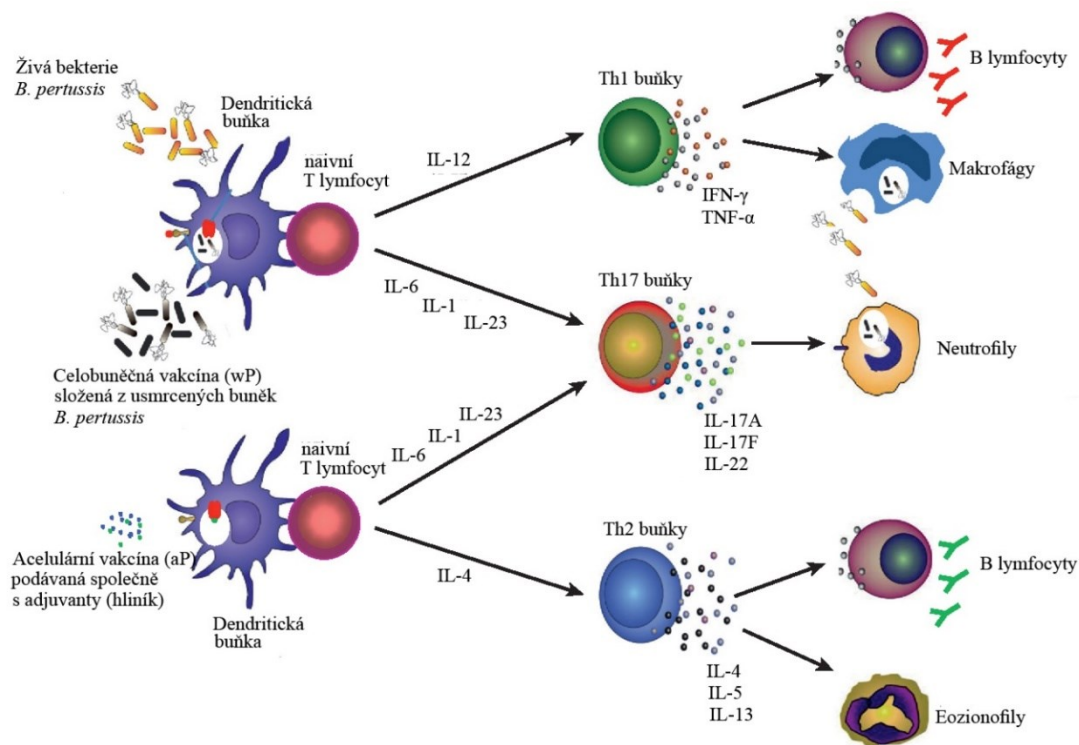 Živá bekterie
B. pertussis
Dendritická
buňka
naivní
T lymfocyt
IL-12
IL-6
IL-1
IL-23
Celobuněčná vakcína (wP)
složená z usmrcených buněk
B. pertussis
Th1 buňky
IFN-γ
TNF-α
B lymfocyty
Makrofágy
Th17 buňky
IL-17A
IL-17F
IL-22
Neutrofily
naivní
T lymfocyt
IL-23
IL-1
IL-6
IL-4
Acelulární vakcína (aP)
podávaná společně
s adjuvanty (hliník)
Dendritická
buňka
Th2 buňky
IL-4
IL-5
IL-13
B lymfocyty
Eozionofily